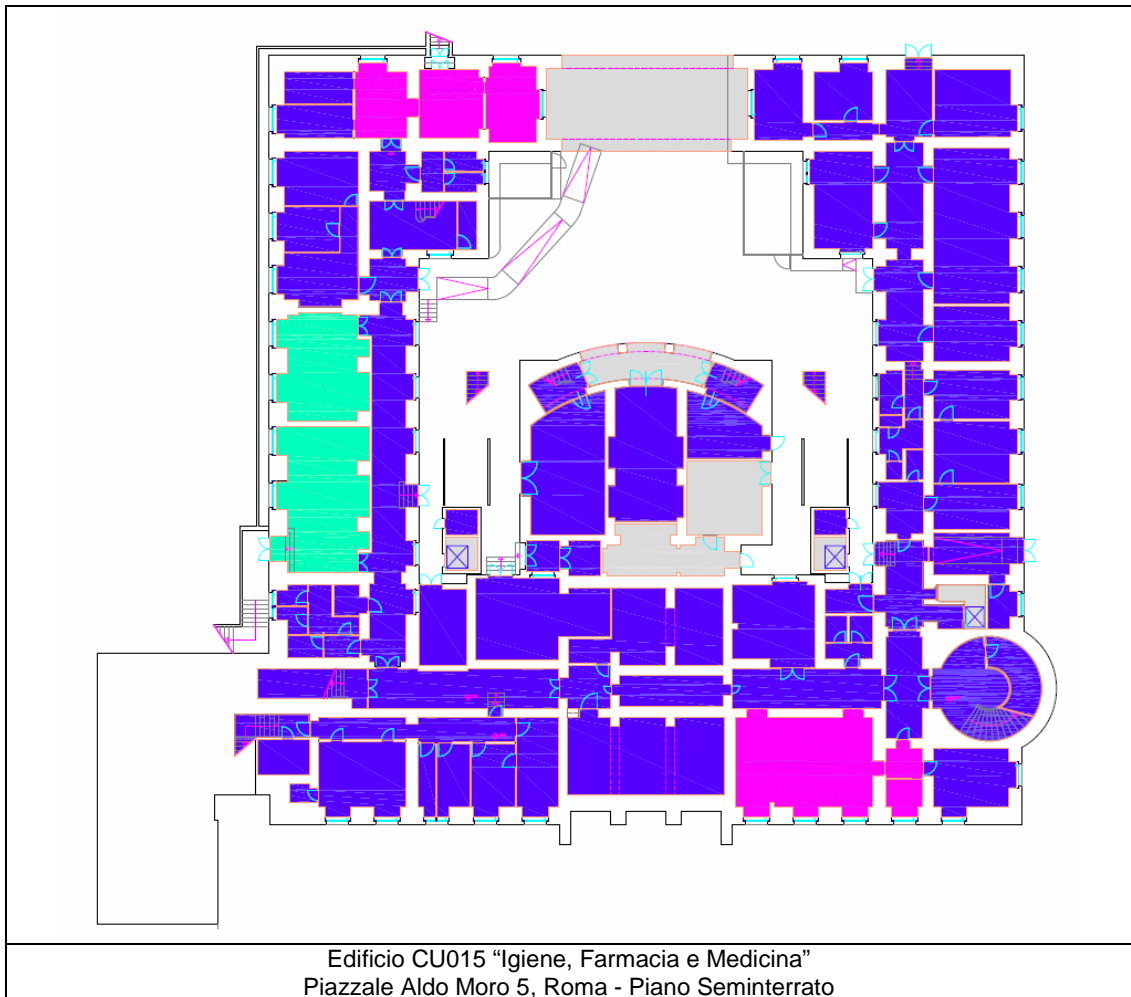 Edificio CU015 “Igiene, Farmacia e Medicina”
Piazzale Aldo Moro 5, Roma - Piano Seminterrato